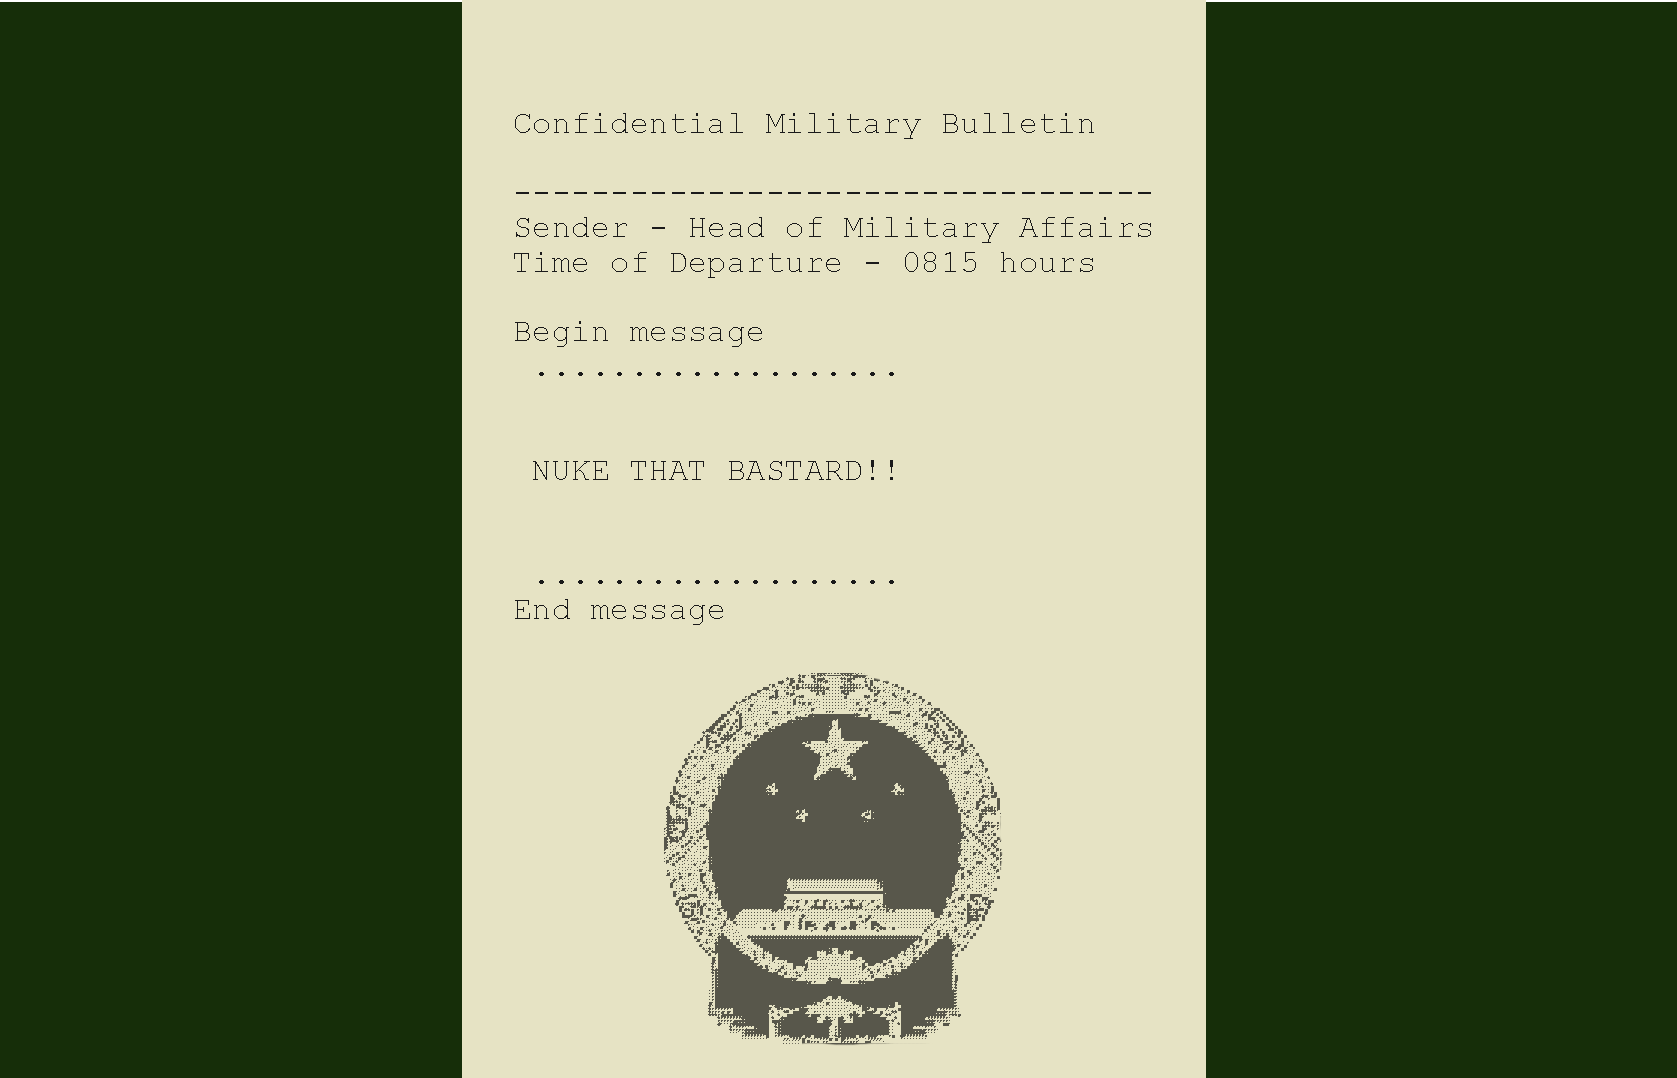 Confidential Military Bulletin
---------------------------------
Sender - Head of Military Affairs
Time of Departure - 0815 hours
Begin message
...................
NUKE THAT BASTARD!!
...................
End message